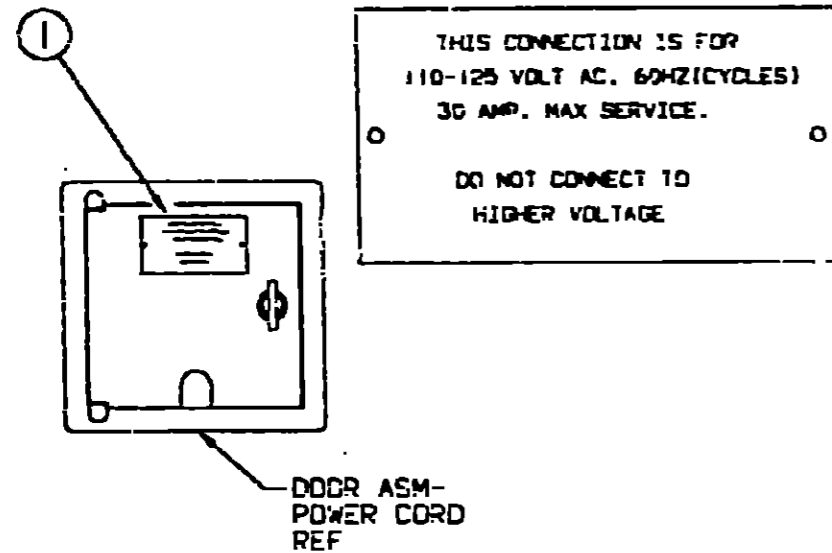 1
THIS CONNECTION IS FOR
110-125 VOLT AC. 60HZ(CYCLES)
30 AMP. MAX SERVICE.
DO NOT CONNECT TO
HIGHER VOLTAGE
DOOR ASM-
POWER CORD
REF